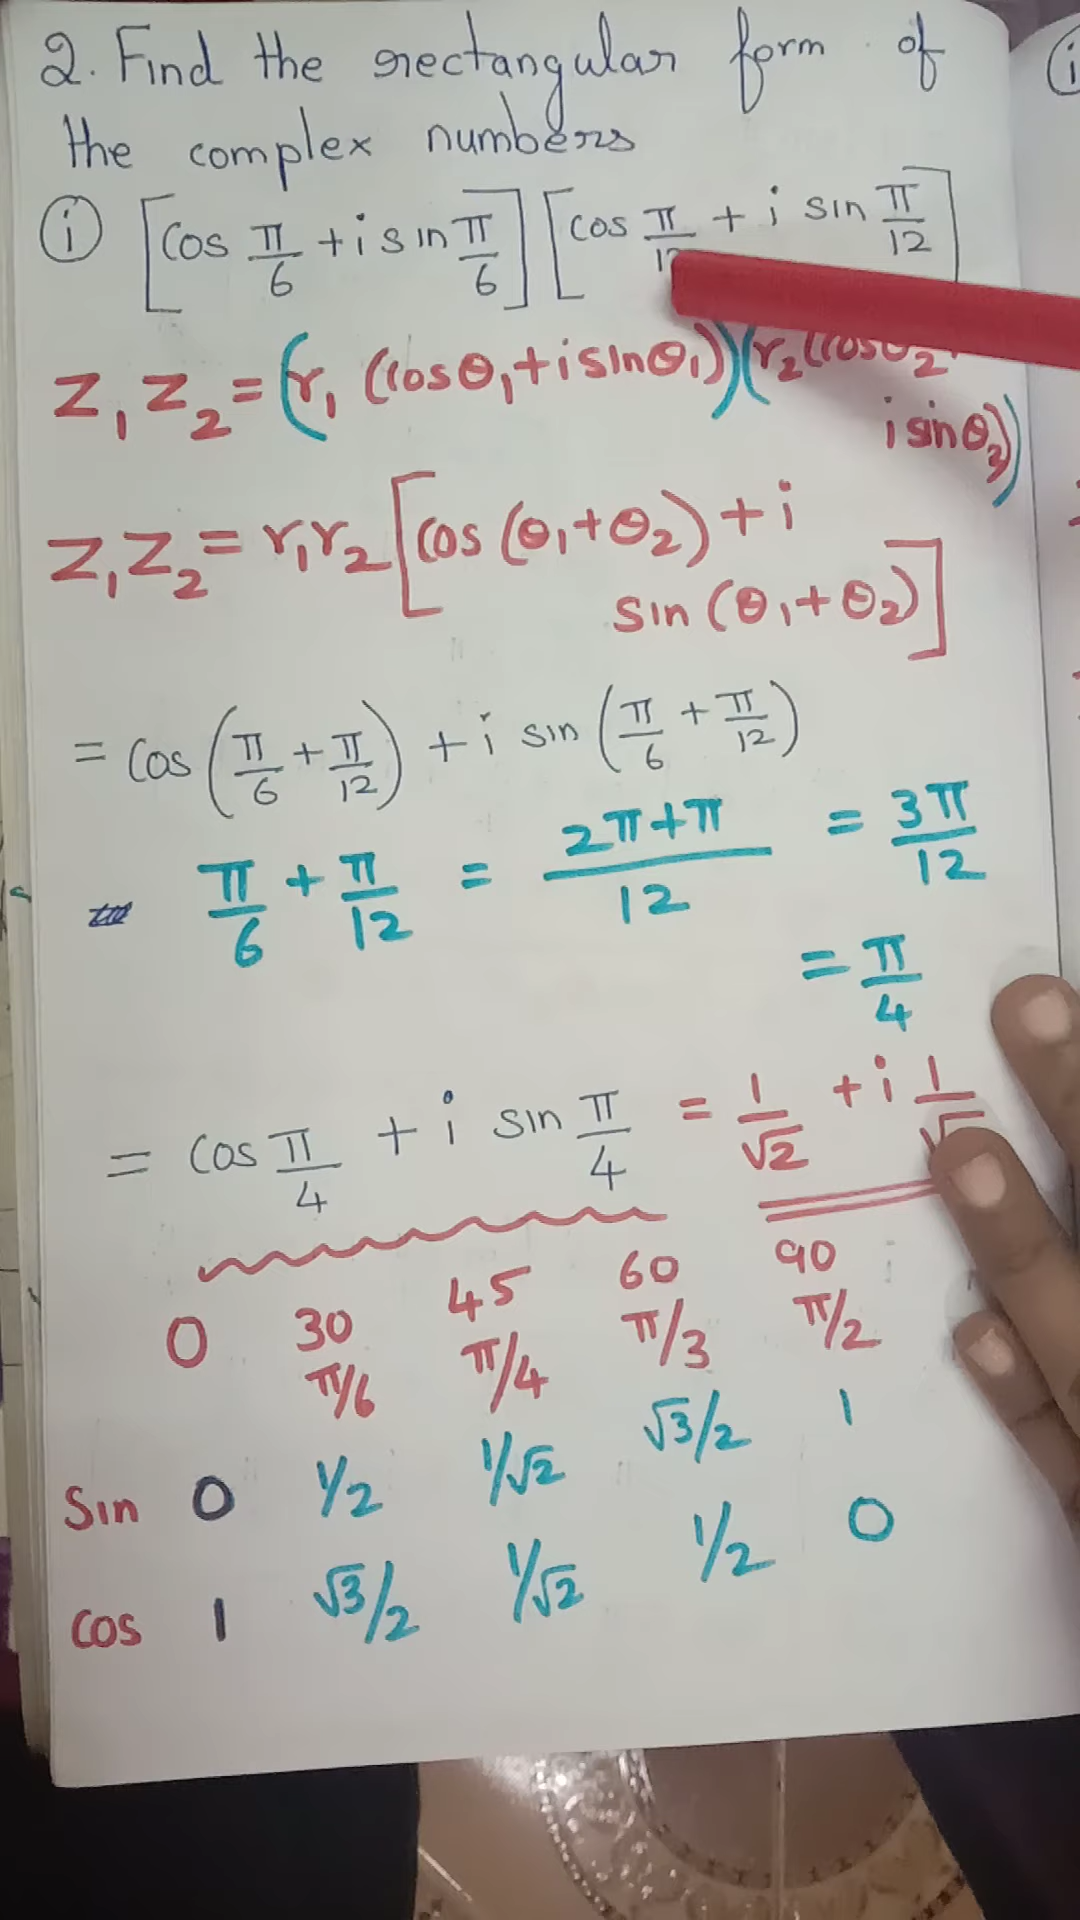 2. Find the rectangular form of
the complex numbers
(i) [cos π/6 + i sin π/6] [cos π/12 + i sin π/12]
Z₁Z₂ = (r₁ (cosθ₁ + i sinθ₁)) (r₂ (cosθ₂ +
i sinθ₂))
Z₁Z₂ = r₁r₂ [cos (θ₁+θ₂) + i
sin (θ₁+θ₂)]
= cos (π/6 + π/12) + i sin (π/6 + π/12)
π/6 + π/12 = 2π+π/12 = 3π/12
= π/4
= cos π/4 + i sin π/4 = 1/√2 + i 1/√
0 30 45 60 90
π/6 π/4 π/3 π/2
Sin 0 1/2 1/√2 √3/2 1
cos 1 √3/2 1/√2 1/2 0